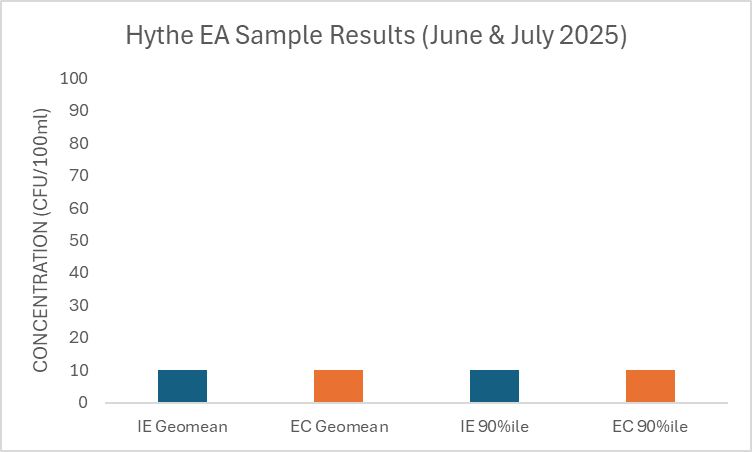 Hythe EA Sample Results (June & July 2025)
CONCENTRATION (CFU/100ml)
100
90
80
70
60
50
40
30
20
10
0
IE Geomean
EC Geomean
IE 90%ile
EC 90%ile